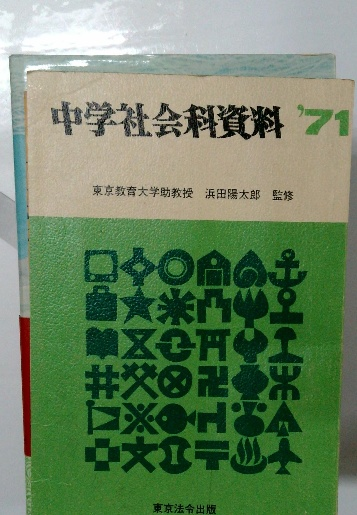 中学社会科資料 '71
東京教育大学助教授 浜田陽太郎 監修
東京法令出版